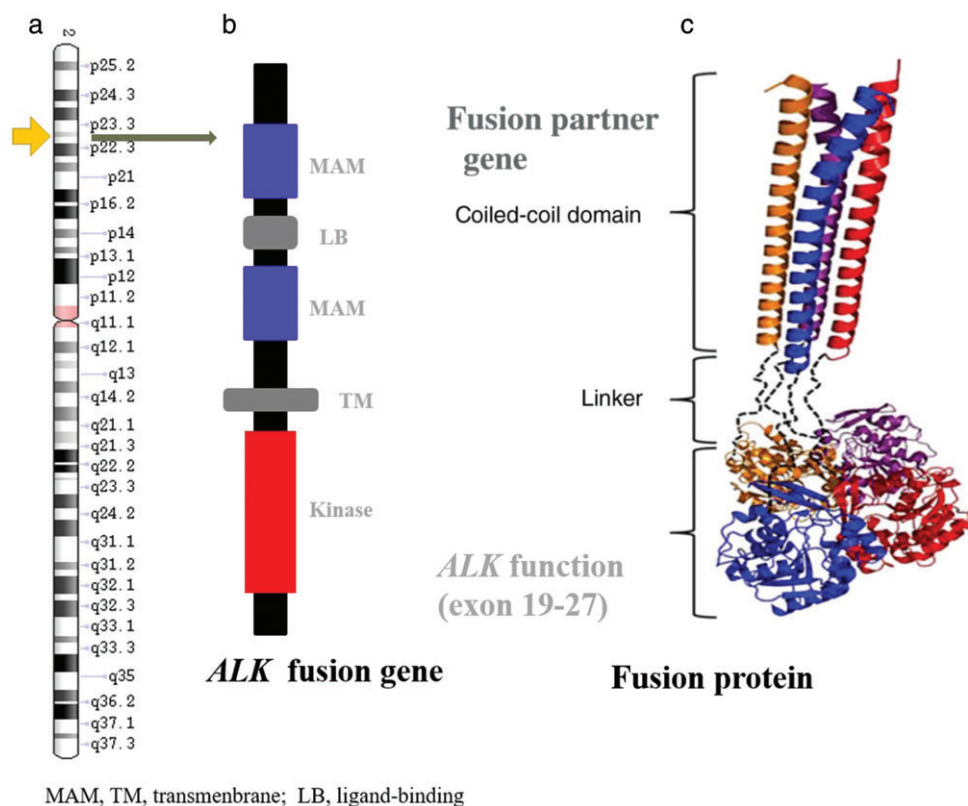 a
2
p25.2
p24.3
p23.3
p22.3
p21
p16.2
p14
p13.1
p12
p11.2
q11.1
q12.1
q13
q14.2
q21.1
q21.3
q22.2
q23.3
q24.2
q31.1
q31.2
q32.1
q32.3
q33.1
q33.3
q35
q36.2
q37.1
q37.3
b
MAM
LB
MAM
TM
Kinase
ALK fusion gene
c
Fusion partner
gene
Coiled-coil domain
Linker
ALK function
(exon 19-27)
Fusion protein
MAM, TM, transmenbrane; LB, ligand-binding